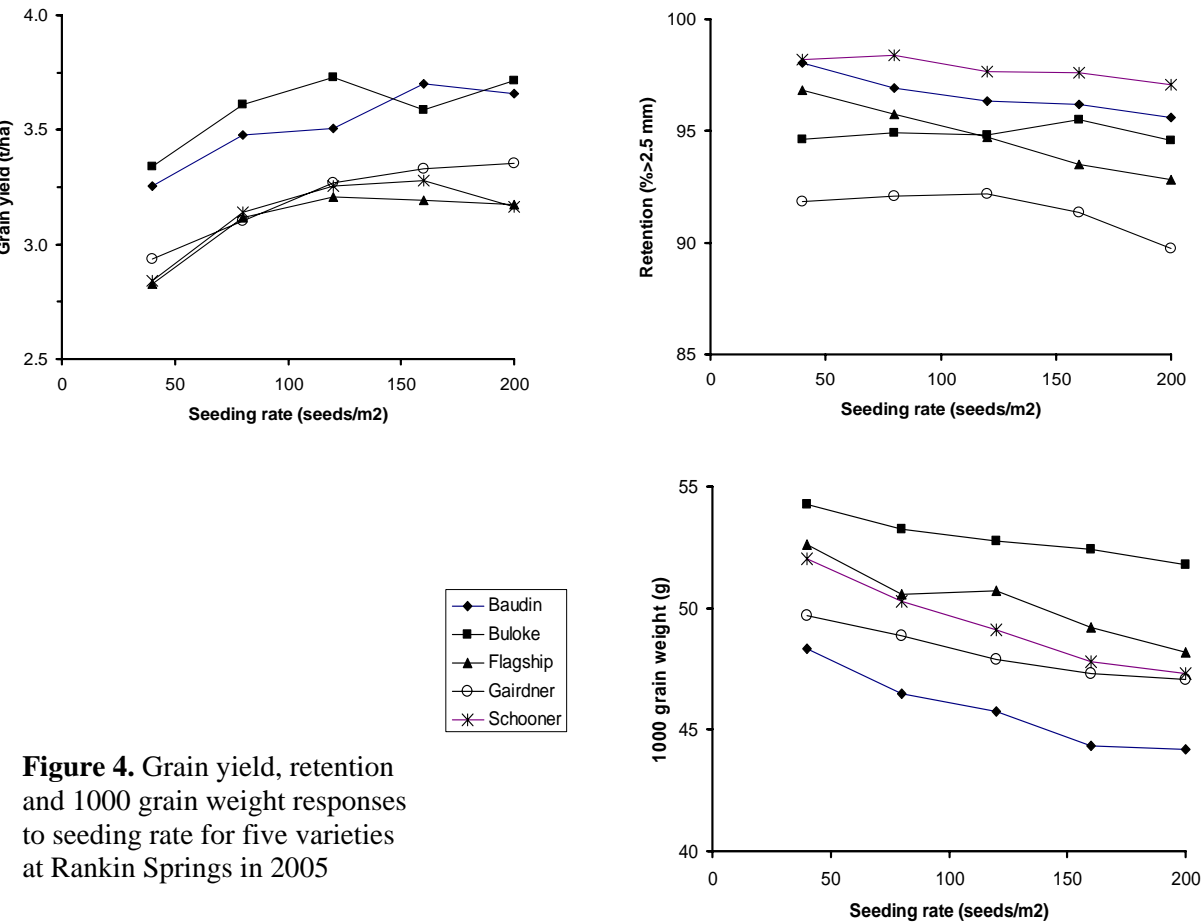 4.0
3.5
3.0
2.5
Grain yield (t/ha)
0 50 100 150 200
Seeding rate (seeds/m2)
100
95
90
85
Retention (%>2.5 mm)
0 50 100 150 200
Seeding rate (seeds/m2)
Baudin
Buloke
Flagship
Gairdner
Schooner
55
50
45
40
1000 grain weight (g)
0 50 100 150 200
Seeding rate (seeds/m2)
Figure 4. Grain yield, retention
and 1000 grain weight responses
to seeding rate for five varieties
at Rankin Springs in 2005